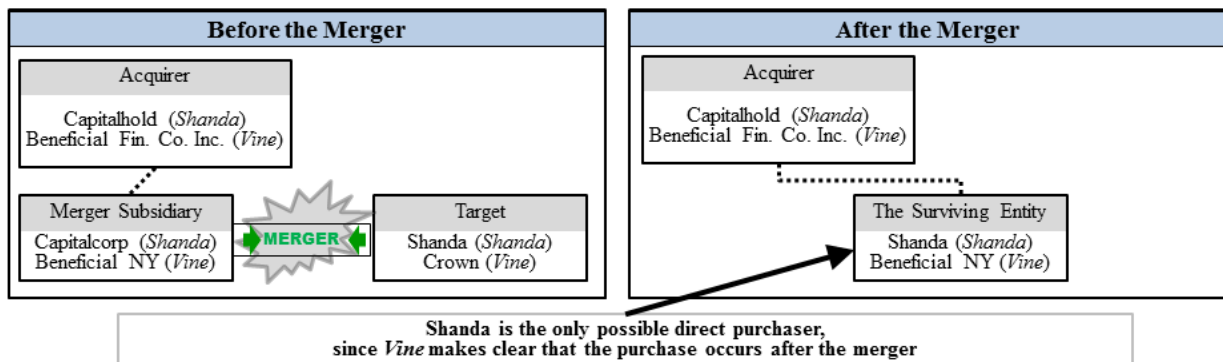 Before the Merger
Acquirer
Capitalhold (Shanda)
Beneficial Fin. Co. Inc. (Vine)
Merger Subsidiary
Capitalcorp (Shanda)
Beneficial NY (Vine)
MERGER
Target
Shanda (Shanda)
Crown (Vine)
After the Merger
Acquirer
Capitalhold (Shanda)
Beneficial Fin. Co. Inc. (Vine)
The Surviving Entity
Shanda (Shanda)
Beneficial NY (Vine)
Shanda is the only possible direct purchaser,
since Vine makes clear that the purchase occurs after the merger